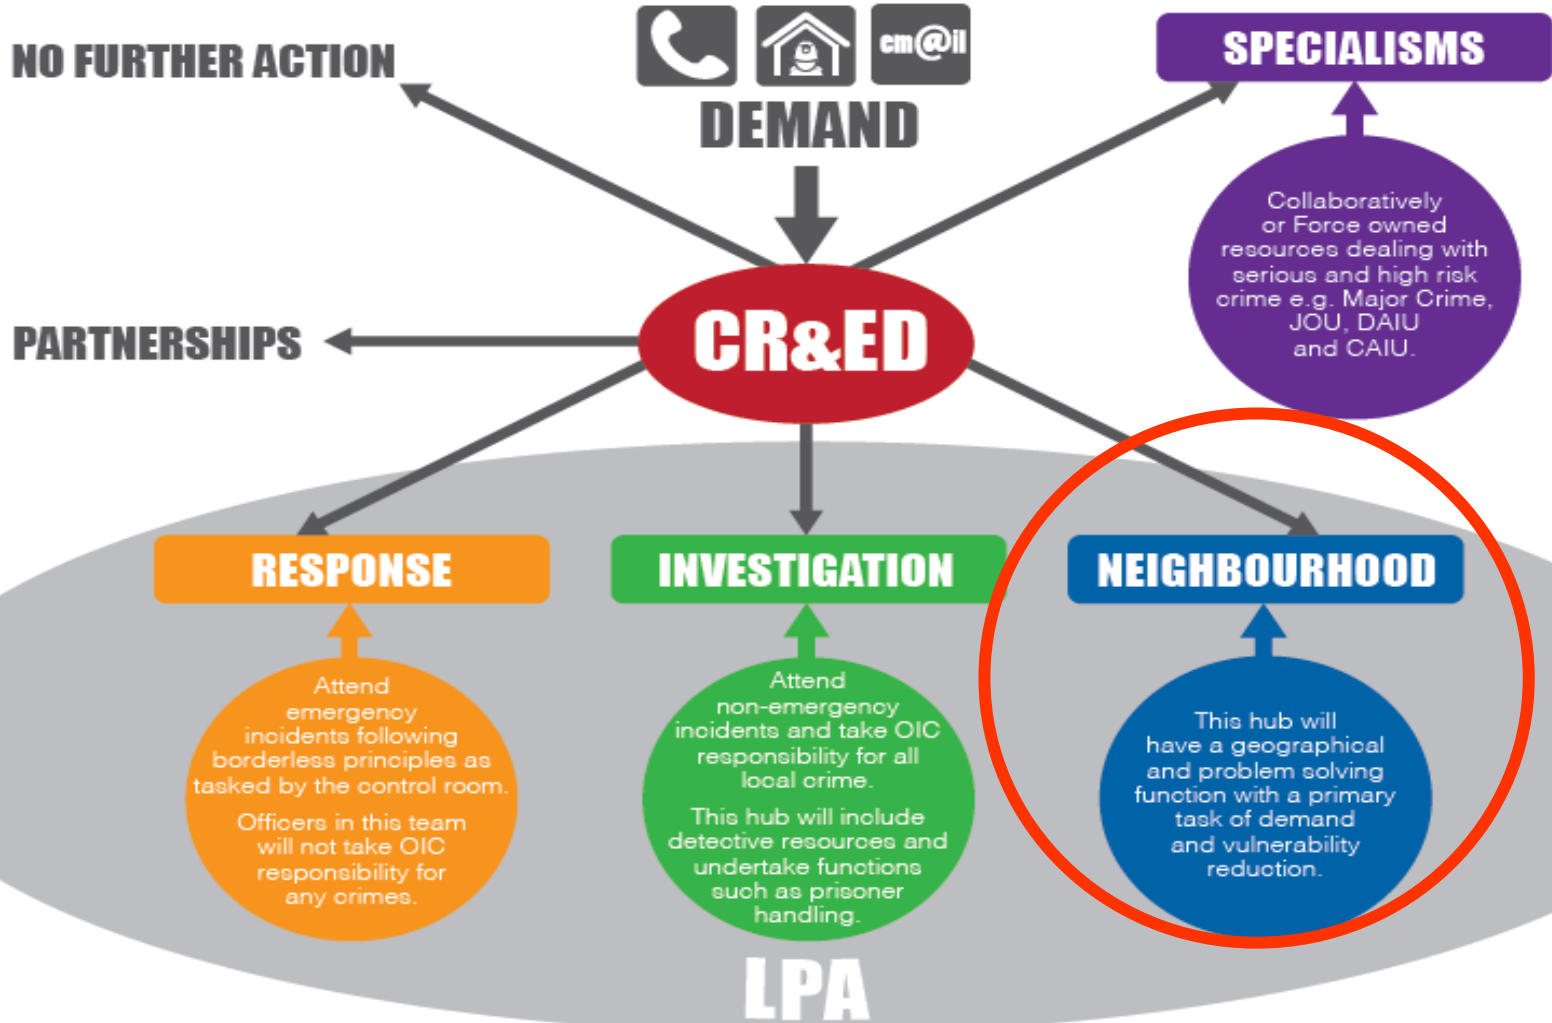 NO FURTHER ACTION
em@il
DEMAND
SPECIALISMS
Collaboratively
or Force owned
resources dealing with
serious and high risk
crime e.g. Major Crime,
JOU, DAIU
and CAIU.
CR&ED
PARTNERSHIPS
RESPONSE
Attend
emergency
incidents following
borderless principles as
tasked by the control room.
Officers in this team
will not take OIC
responsibility for
any crimes.
INVESTIGATION
Attend
non-emergency
incidents and take OIC
responsibility for all
local crime.
This hub will include
detective resources and
undertake functions
such as prisoner
handling.
NEIGHBOURHOOD
This hub will
have a geographical
and problem solving
function with a primary
task of demand
and vulnerability
reduction.
LPA